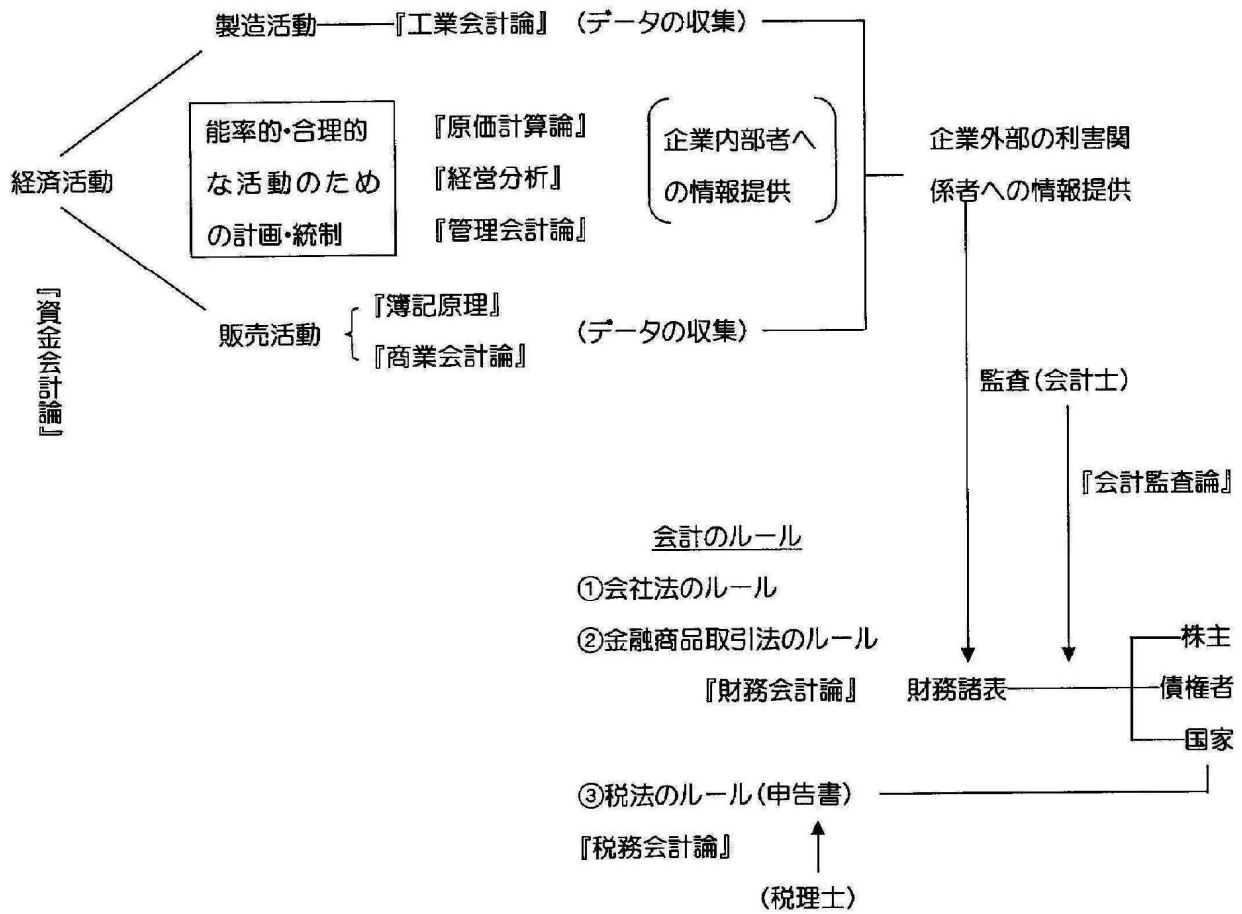 製造活動 『工業会計論』 (データの収集)
能率的・合理的
な活動のため
の計画・統制
『原価計算論』
『経営分析』
『管理会計論』
企業内部者へ
の情報提供
企業外部の利害関
係者への情報提供
経済活動
『資金会計論』
販売活動
『簿記原理』
『商業会計論』
(データの収集)
監査(会計士)
『会計監査論』
会計のルール
①会社法のルール
②金融商品取引法のルール
『財務会計論』 財務諸表
株主
債権者
国家
③税法のルール(申告書)
『税務会計論』
(税理士)